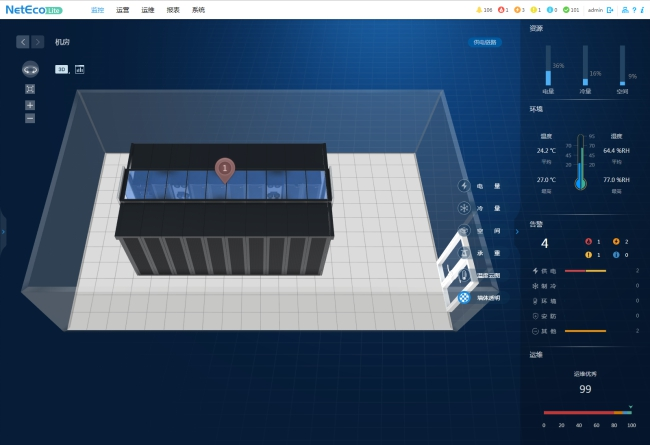 NetEco Lite 监控 运营 运维 报表 系统 106 1 3 1 0 101 admin ? i
机房 供电链路
3D
1
电 量
冷 量
空 间
承 重
温度云图
墙体透明
资源
36% 16% 9%
电量 冷量 空间
环境
温度 95 湿度
24.2 ℃ 70 70 64.4 %RH
平均 45 45 平均
20 20
27.0 ℃ 77.0 %RH
最高 最高
告警
4 1 2
1 0
供 电 2
制 冷 0
环 境 0
安 防 0
其 他 2
运维
运维优秀
99
0 20 40 60 80 100